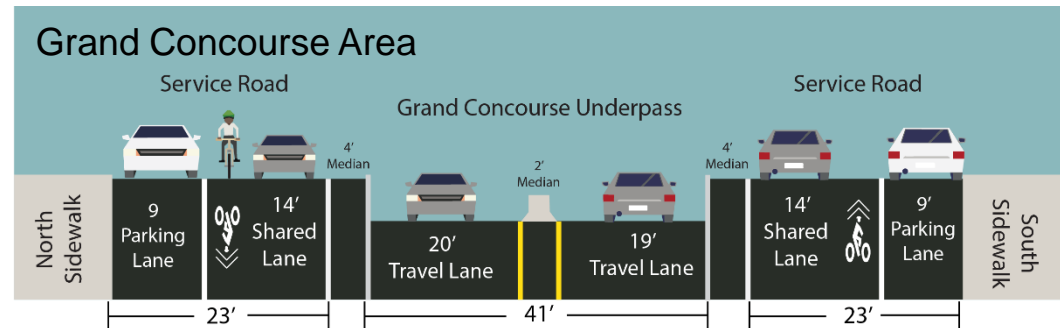 Grand Concourse Area
Service Road
Grand Concourse Underpass
Service Road
North
Sidewalk
9
Parking
Lane
14'
Shared
Lane
4'
Median
20'
Travel Lane
2'
Median
19'
Travel Lane
4'
Median
14'
Shared
Lane
9'
Parking
Lane
South
Sidewalk
23'
41'
23'